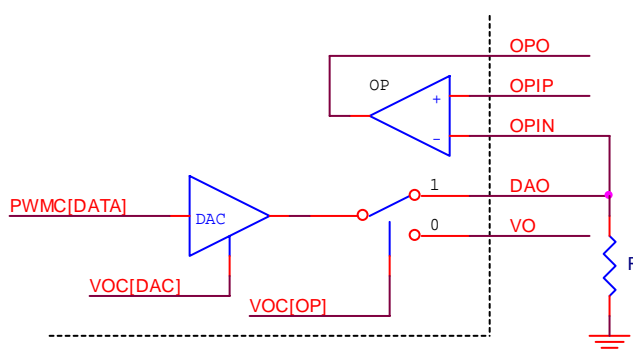 OPO
OP
OPIP
+
OPIN
-
1
DAO
PWMC[DATA]
DAC
0
VO
R
VOC[DAC]
VOC[OP]